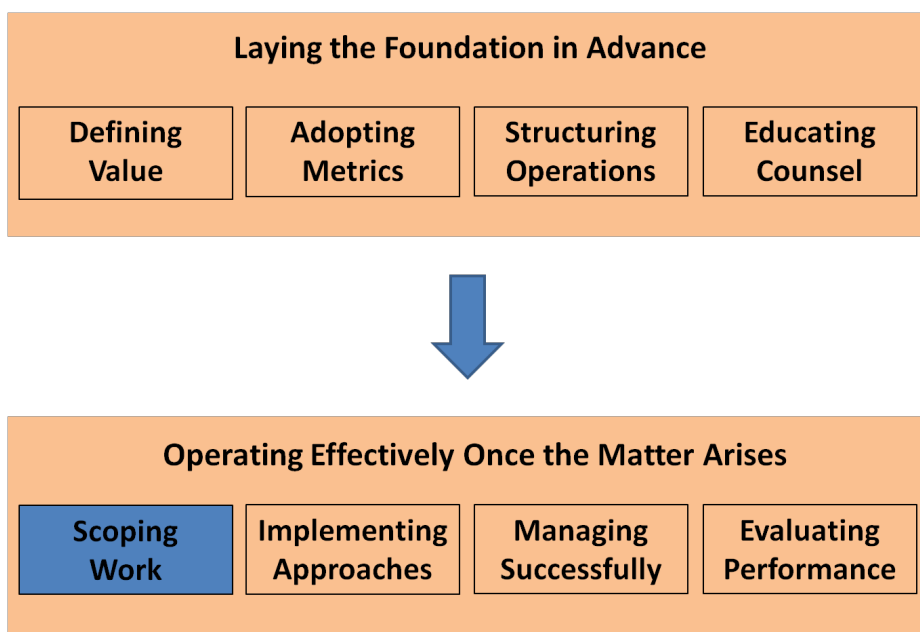 Laying the Foundation in Advance
Defining
Value
Adopting
Metrics
Structuring
Operations
Educating
Counsel
Operating Effectively Once the Matter Arises
Scoping
Work
Implementing
Approaches
Managing
Successfully
Evaluating
Performance